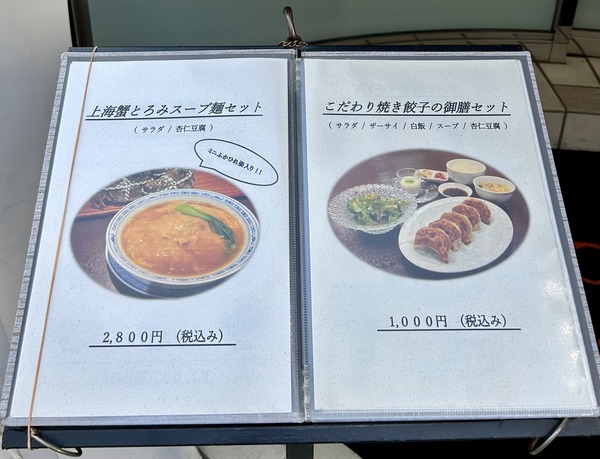 上海蟹とろみスープ麺セット
（ サラダ / 杏仁豆腐 ）
ミニふかひれ姿入り！！
2,800円　（税込み）
こだわり焼き餃子の御膳セット
（ サラダ / ザーサイ / 白飯 / スープ / 杏仁豆腐 ）
1,000円　（税込み）